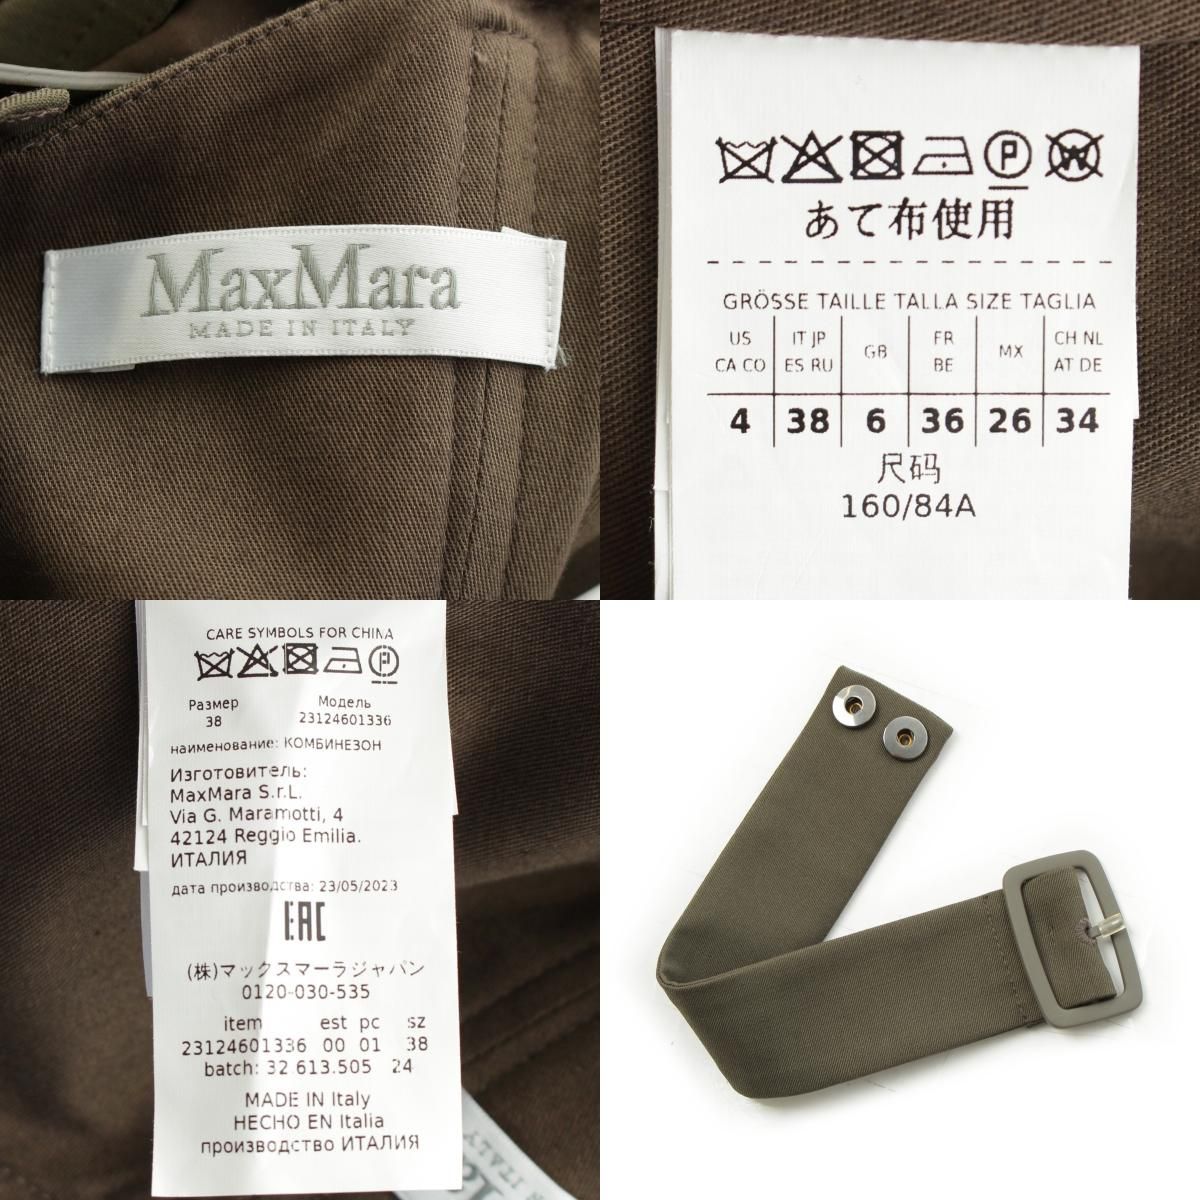 MaxMara
MADE IN ITALY
P W
あて布使用
GRÖSSE TAILLE TALLA SIZE TAGLIA
US CA CO IT JP ES RU GB FR BE MX CH NL AT DE
4 38 6 36 26 34
尺码
160/84A
CARE SYMBOLS FOR CHINA
P
Размер Модель
38 23124601336
наименование: КОМБИНЕЗОН
Изготовитель:
MaxMara S.r.L.
Via G. Maramotti, 4
42124 Reggio Emilia.
ИТАЛИЯ
дата производства: 23/05/2023
EAC
(株)マックスマーラジャパン
0120-030-535
item est pc sz
23124601336 00 01 38
batch: 32.613.505 24
MADE IN Italy
HECHO EN Italia
производство ИТАЛИЯ